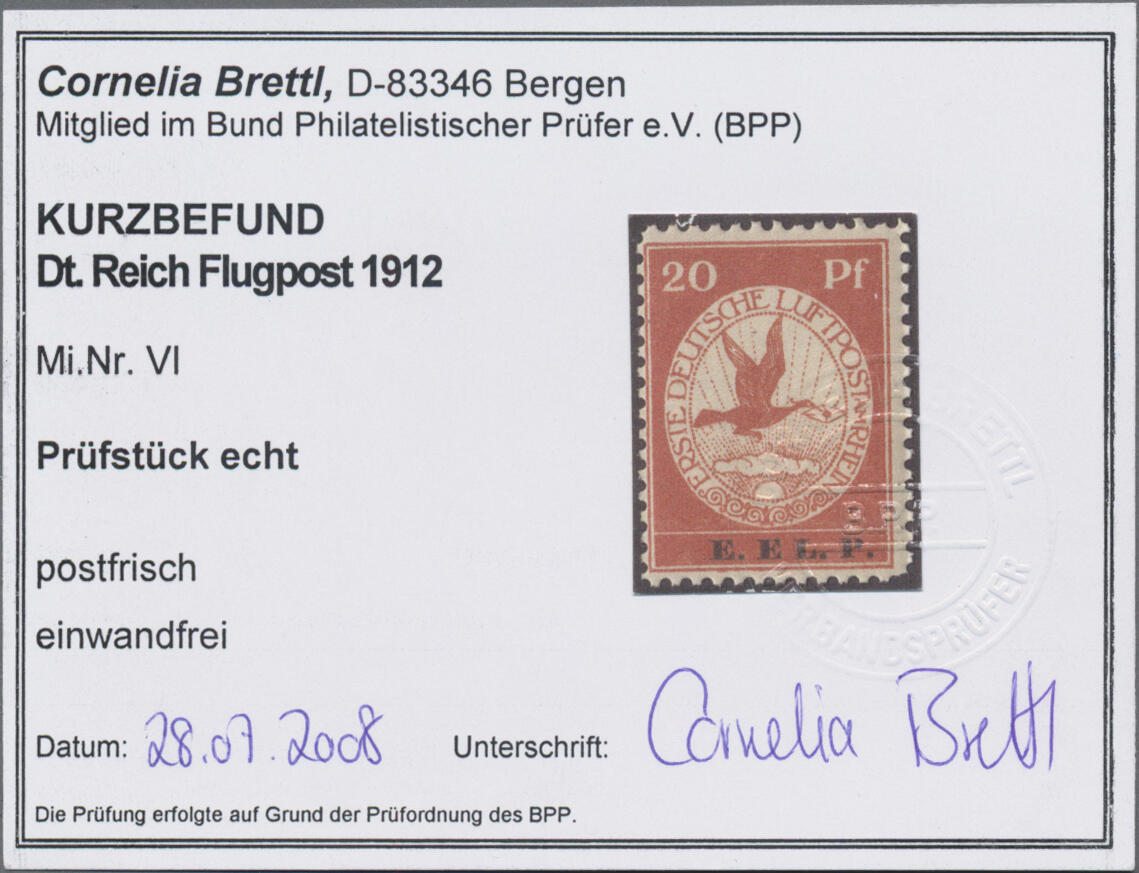 Cornelia Brettl, D-83346 Bergen
Mitglied im Bund Philatelistischer Prüfer e.V. (BPP)
KURZBEFUND
Dt. Reich Flugpost 1912
Mi.Nr. VI
Prüfstück echt
postfrisch
einwandfrei
20 Pf
ERSTE DEUTSCHE LUFTPOST AM RHEIN
E. E L. P.
BRETTL
B P P
VERBANDSPRÜFER
Datum: 28.07.2008 Unterschrift: Cornelia Brettl
Die Prüfung erfolgte auf Grund der Prüfordnung des BPP.